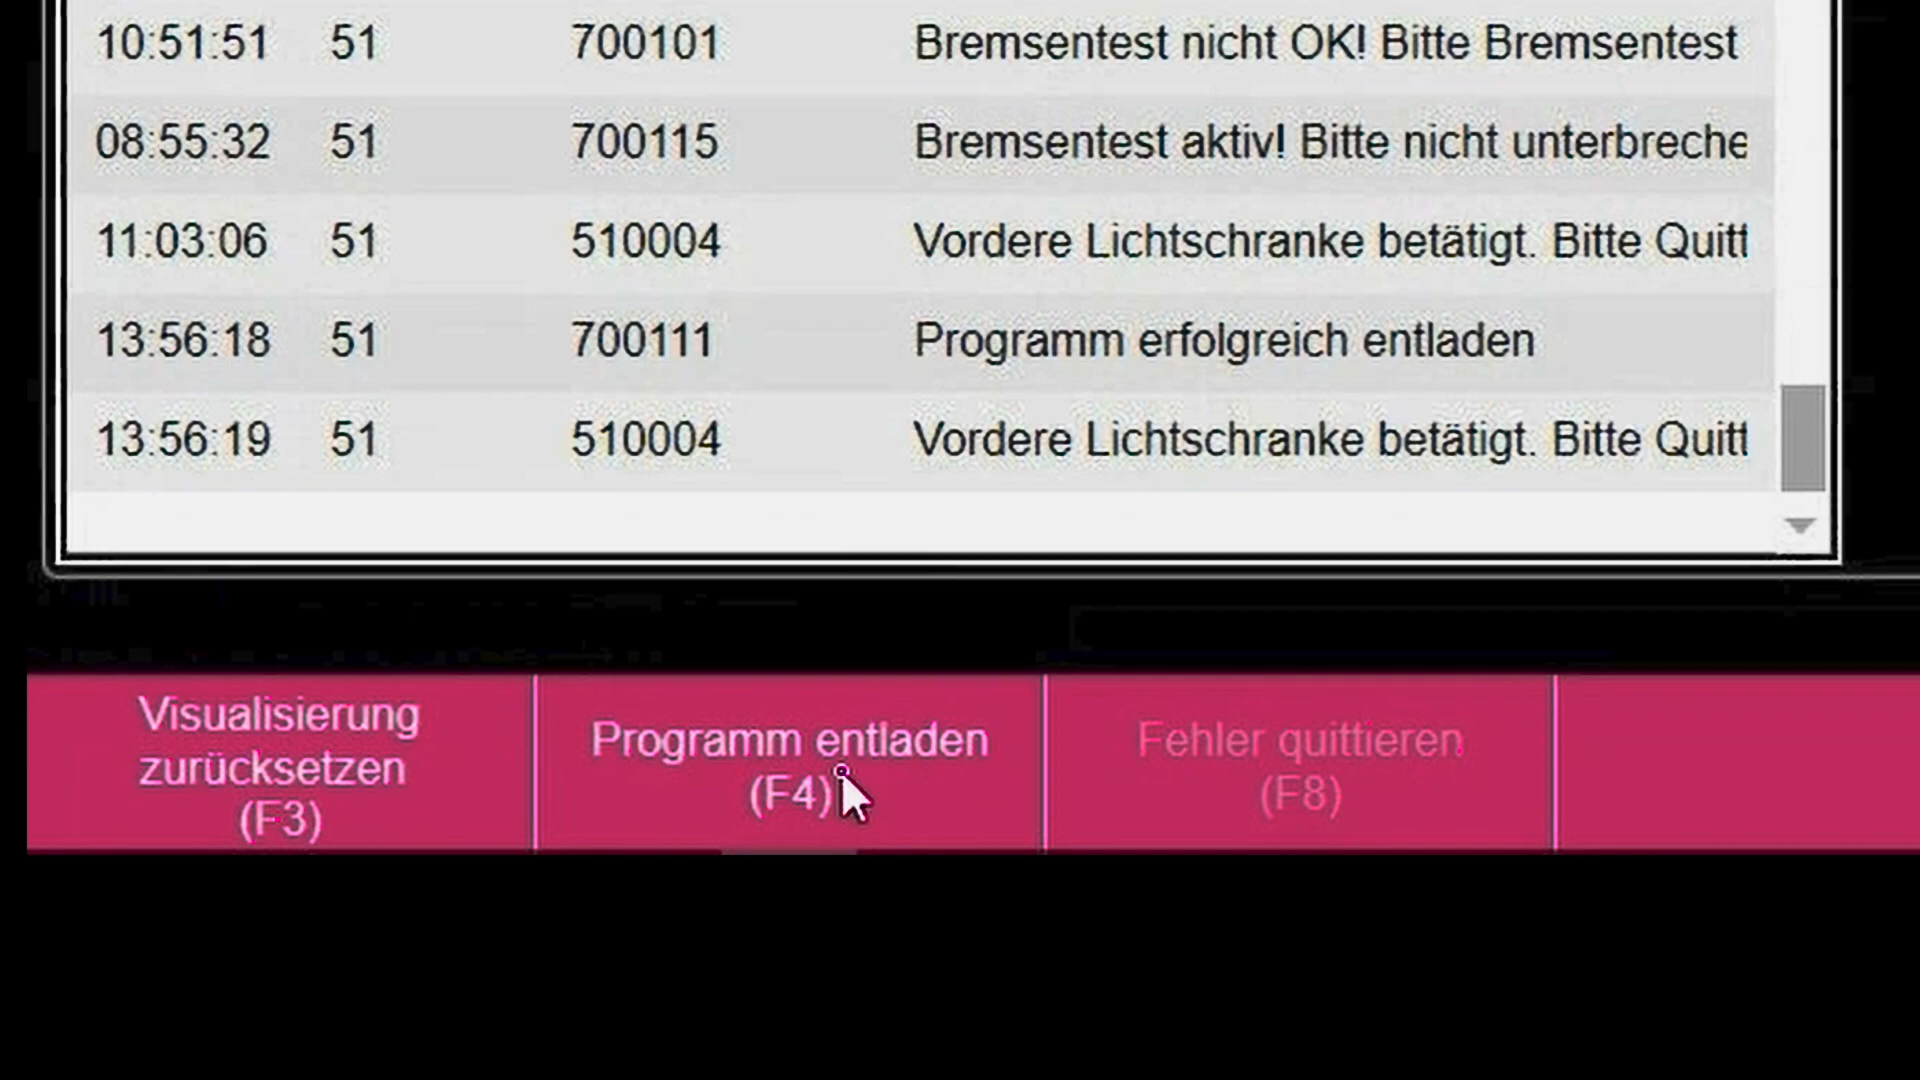 10:51:51 51 700101 Bremsentest nicht OK! Bitte Bremsentest
08:55:32 51 700115 Bremsentest aktiv! Bitte nicht unterbreche
11:03:06 51 510004 Vordere Lichtschranke betätigt. Bitte Quitt
13:56:18 51 700111 Programm erfolgreich entladen
13:56:19 51 510004 Vordere Lichtschranke betätigt. Bitte Quitt
Visualisierung
zurücksetzen
(F3)
Programm entladen
(F4)
Fehler quittieren
(F8)